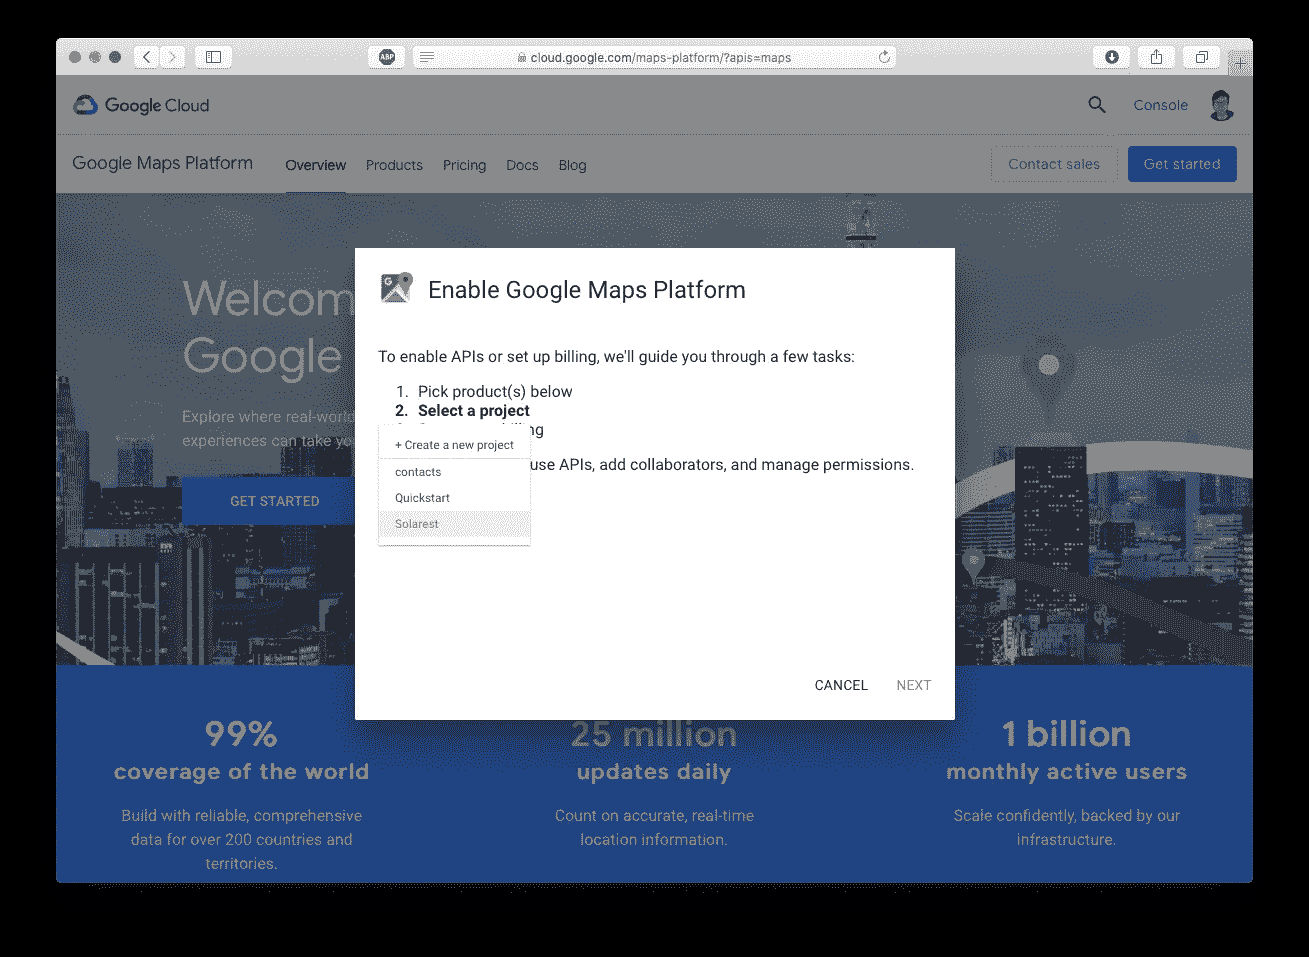 ABP
cloud.google.com/maps-platform/?apis=maps
Google Cloud
Console
Google Maps Platform
Overview
Products
Pricing
Docs
Blog
Contact sales
Get started
Welcom
Google
Explore where real-world
experiences can take yo
GET STARTED
G
Enable Google Maps Platform
To enable APIs or set up billing, we'll guide you through a few tasks:
1. Pick product(s) below
2. Select a project
ng
+ Create a new project
use APIs, add collaborators, and manage permissions.
contacts
Quickstart
Solarest
CANCEL
NEXT
99%
coverage of the world
Build with reliable, comprehensive
data for over 200 countries and
territories.
25 million
updates daily
Count on accurate, real-time
location information.
1 billion
monthly active users
Scale confidently, backed by our
infrastructure.